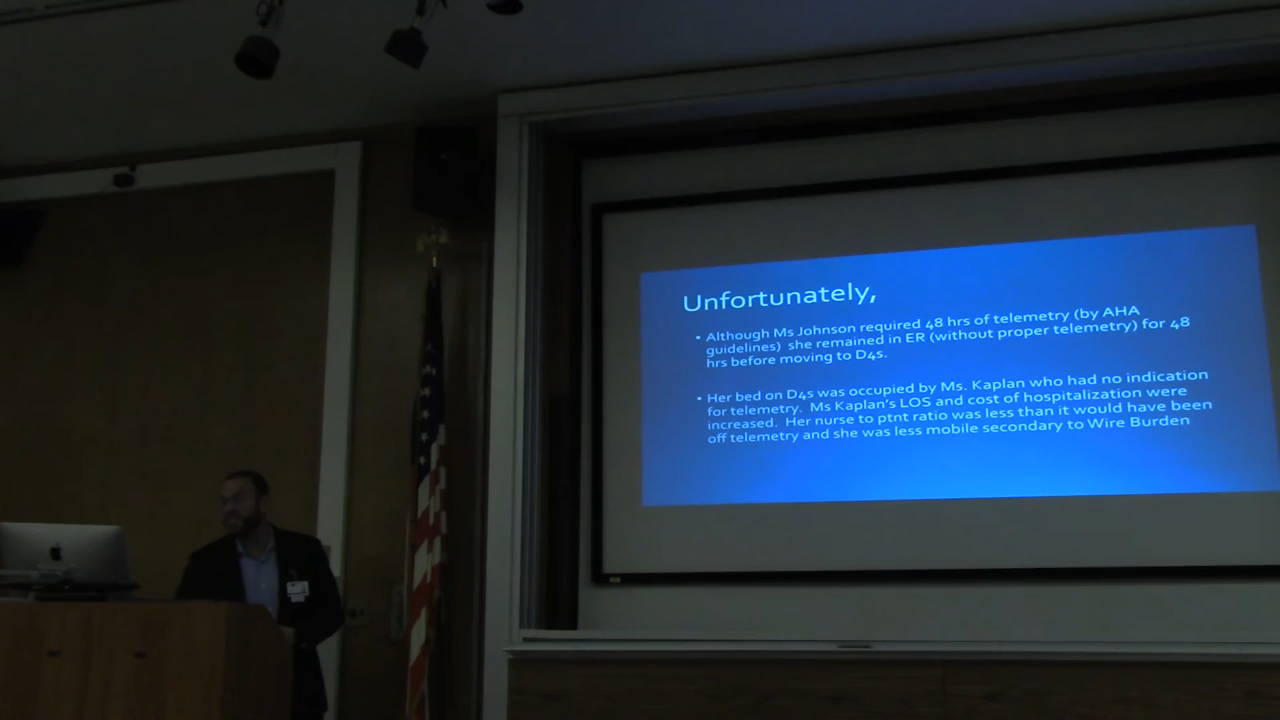 Unfortunately,
• Although Ms Johnson required 48 hrs of telemetry (by AHA
guidelines) she remained in ER (without proper telemetry) for 48
hrs before moving to D4s.
• Her bed on D4s was occupied by Ms. Kaplan who had no indication
for telemetry. Ms Kaplan's LOS and cost of hospitalization were
increased. Her nurse to ptnt ratio was less than it would have been
off telemetry and she was less mobile secondary to Wire Burden